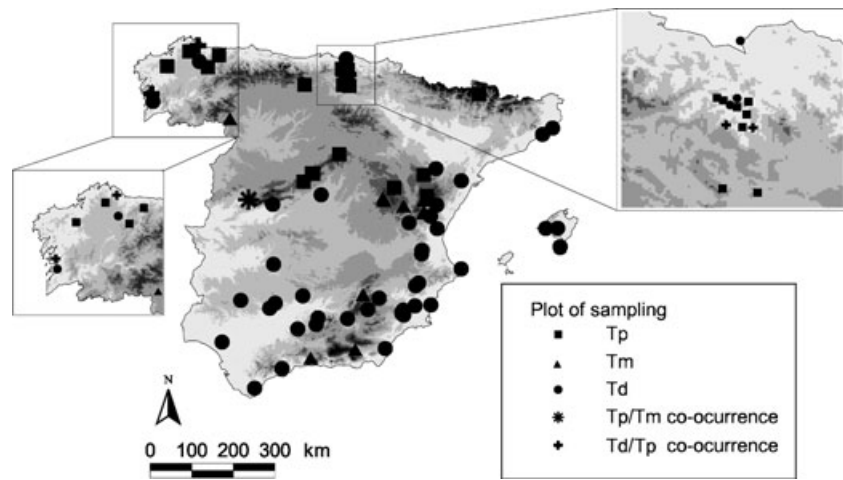 Plot of sampling
Tp
Tm
Td
Tp/Tm co-ocurrence
Td/Tp co-ocurrence
N
0 100 200 300 km